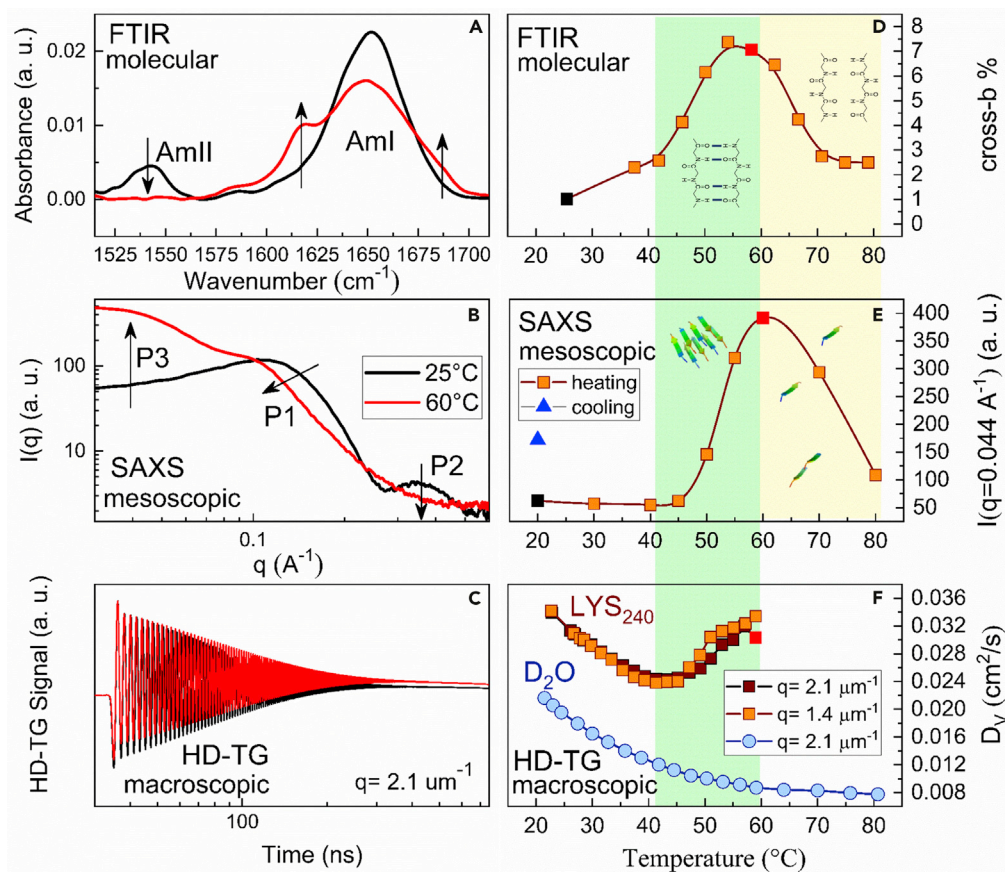 A
FTIR
molecular
AmII
AmI
Absorbance (a. u.)
0.02
0.01
0.00
1525 1550 1600 1625 1650 1675 1700
Wavenumber (cm⁻¹)
B
P3
P1
P2
25°C
60°C
SAXS
mesoscopic
I(q) (a. u.)
100
10
0.1
q (A⁻¹)
C
HD-TG Signal (a. u.)
HD-TG
macroscopic
q= 2.1 um⁻¹
100
Time (ns)
D
FTIR
molecular
cross-b %
8
7
6
5
4
3
2
1
0
20 30 40 50 60 70 80
E
SAXS
mesoscopic
heating
cooling
I(q=0.044 A⁻¹) (a. u.)
400
350
300
250
200
150
100
50
20 30 40 50 60 70 80
F
LYS₂₄₀
D₂O
HD-TG
macroscopic
q= 2.1 μm⁻¹
q= 1.4 μm⁻¹
q= 2.1 μm⁻¹
Dᵥ (cm²/s)
0.036
0.032
0.028
0.024
0.020
0.016
0.012
0.008
20 30 40 50 60 70 80
Temperature (°C)